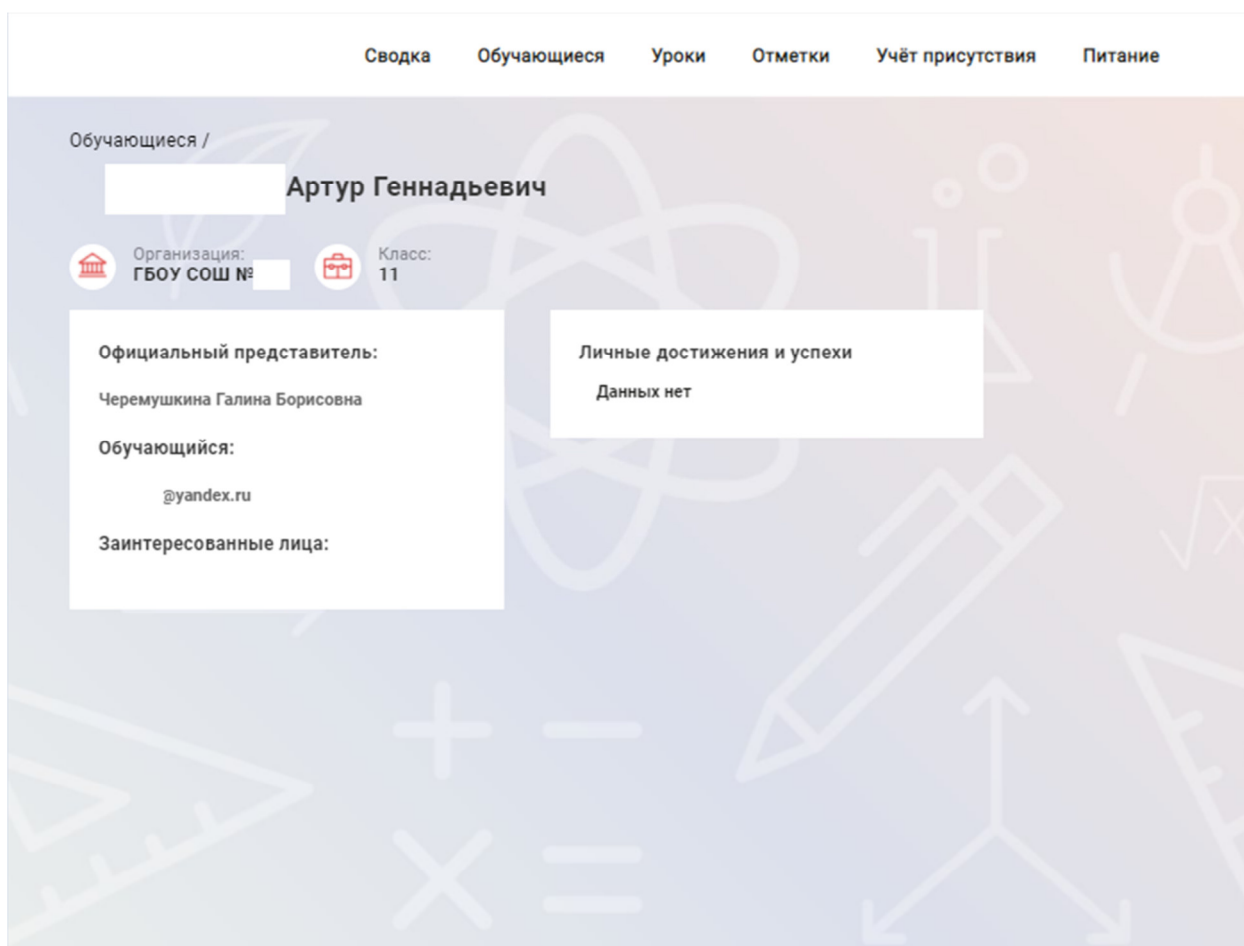 Сводка Обучающиеся Уроки Отметки Учёт присутствия Питание
Обучающиеся /
Артур Геннадьевич
Организация:
ГБОУ СОШ №
Класс:
11
Официальный представитель:
Черемушкина Галина Борисовна
Обучающийся:
@yandex.ru
Заинтересованные лица:
Личные достижения и успехи
Данных нет